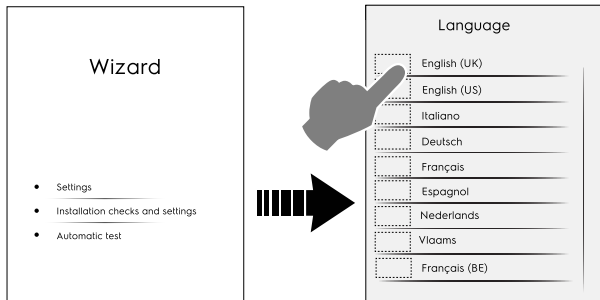 Wizard
Settings
Installation checks and settings
Automatic test
Language
English (UK)
English (US)
Italiano
Deutsch
Français
Espagnol
Nederlands
Vlaams
Français (BE)